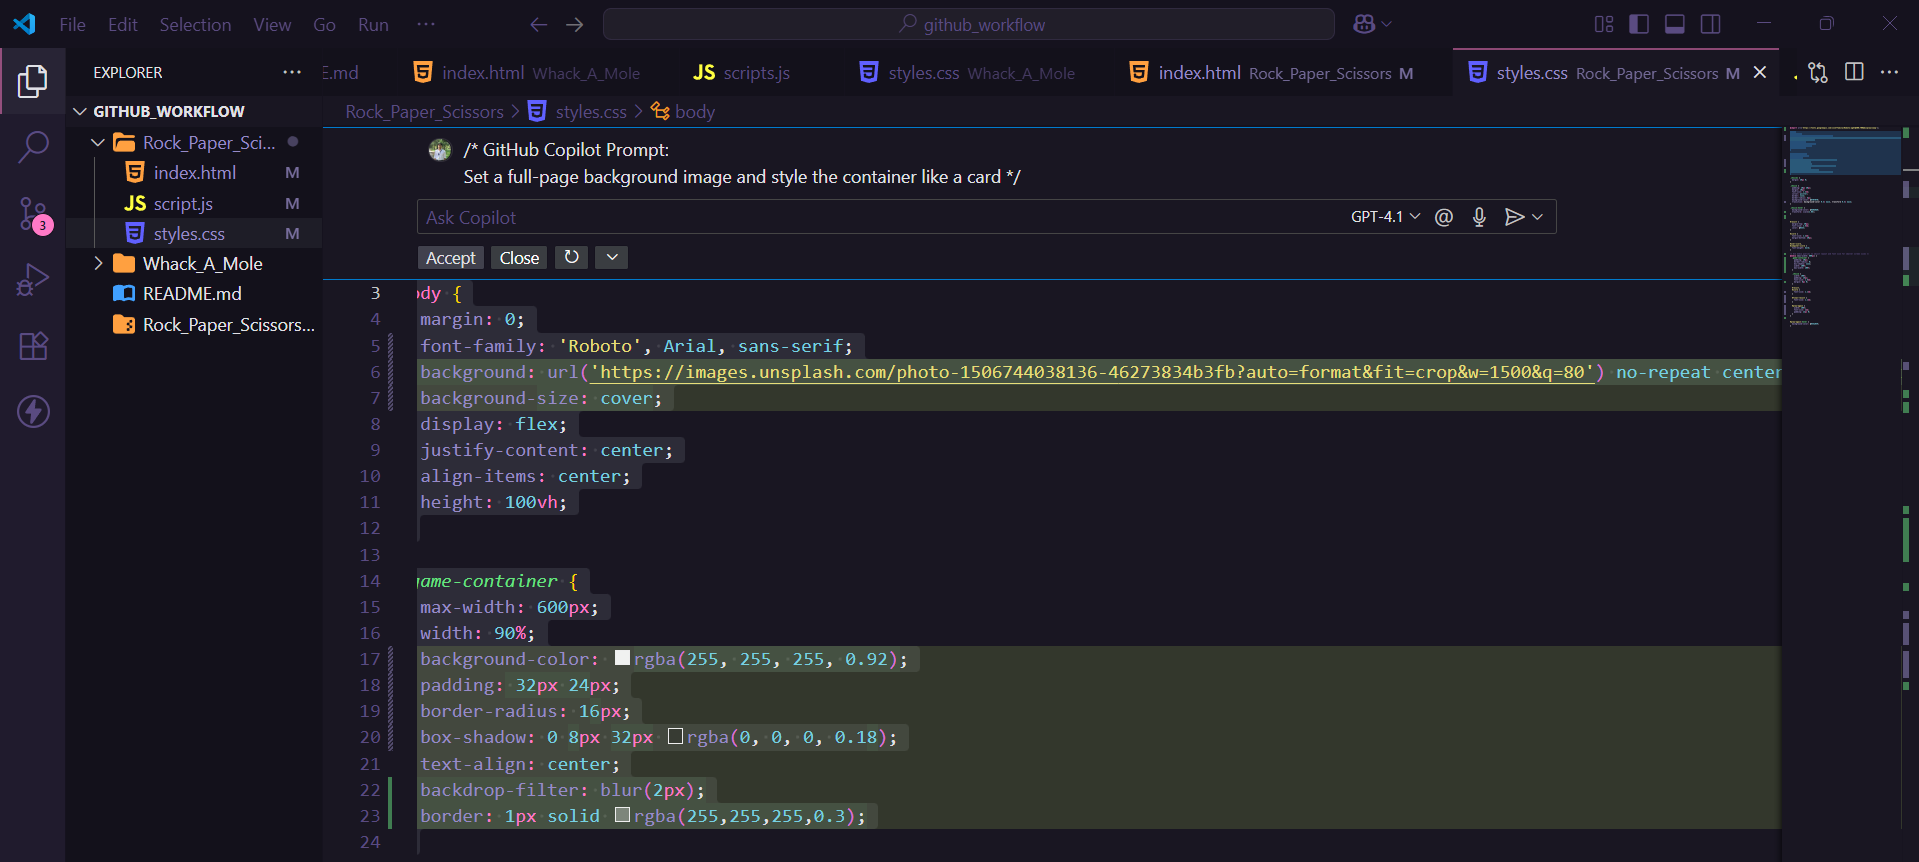 File Edit Selection View Go Run ···
github_workflow
EXPLORER ···
E.md
index.html Whack_A_Mole
JS scripts.js
styles.css Whack_A_Mole
index.html Rock_Paper_Scissors M
styles.css Rock_Paper_Scissors M
GITHUB_WORKFLOW
Rock_Paper_Sci...
index.html M
JS script.js M
styles.css M
Whack_A_Mole
README.md
Rock_Paper_Scissors...
3
Rock_Paper_Scissors > styles.css > body
/* GitHub Copilot Prompt:
Set a full-page background image and style the container like a card */
Ask Copilot
GPT-4.1
Accept Close
3 ody {
4 margin: 0;
5 font-family: 'Roboto', Arial, sans-serif;
6 background: url('https://images.unsplash.com/photo-1506744038136-46273834b3fb?auto=format&fit=crop&w=1500&q=80') no-repeat center
7 background-size: cover;
8 display: flex;
9 justify-content: center;
10 align-items: center;
11 height: 100vh;
12
13
14 game-container {
15 max-width: 600px;
16 width: 90%;
17 background-color: rgba(255, 255, 255, 0.92);
18 padding: 32px 24px;
19 border-radius: 16px;
20 box-shadow: 0 8px 32px rgba(0, 0, 0, 0.18);
21 text-align: center;
22 backdrop-filter: blur(2px);
23 border: 1px solid rgba(255,255,255,0.3);
24